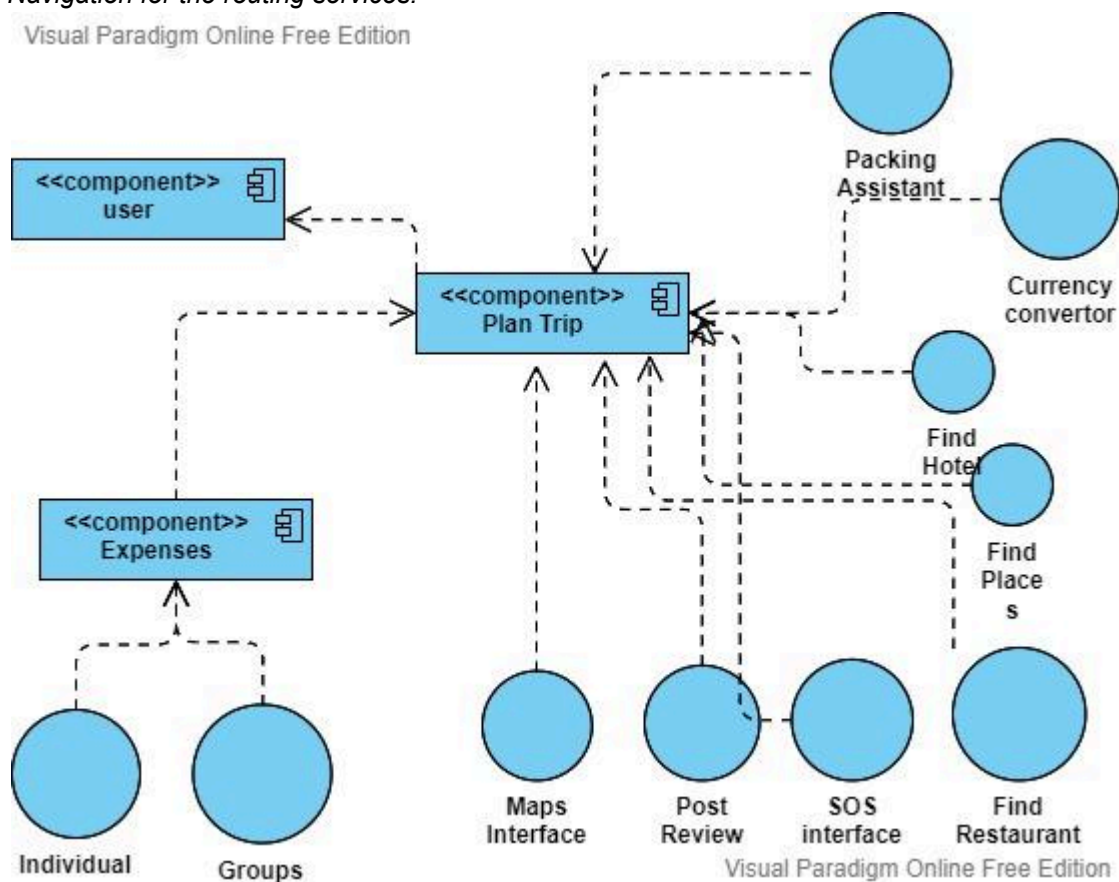 Navigation for the routing services.
Visual Paradigm Online Free Edition
Packing
Assistant
<<component>>
user
Currency
convertor
<<component>>
Plan Trip
Find
Hotel
<<component>>
Expenses
Find
Place
s
Maps
Interface
Post
Review
SOS
interface
Find
Restaurant
Individual
Groups
Visual Paradigm Online Free Edition